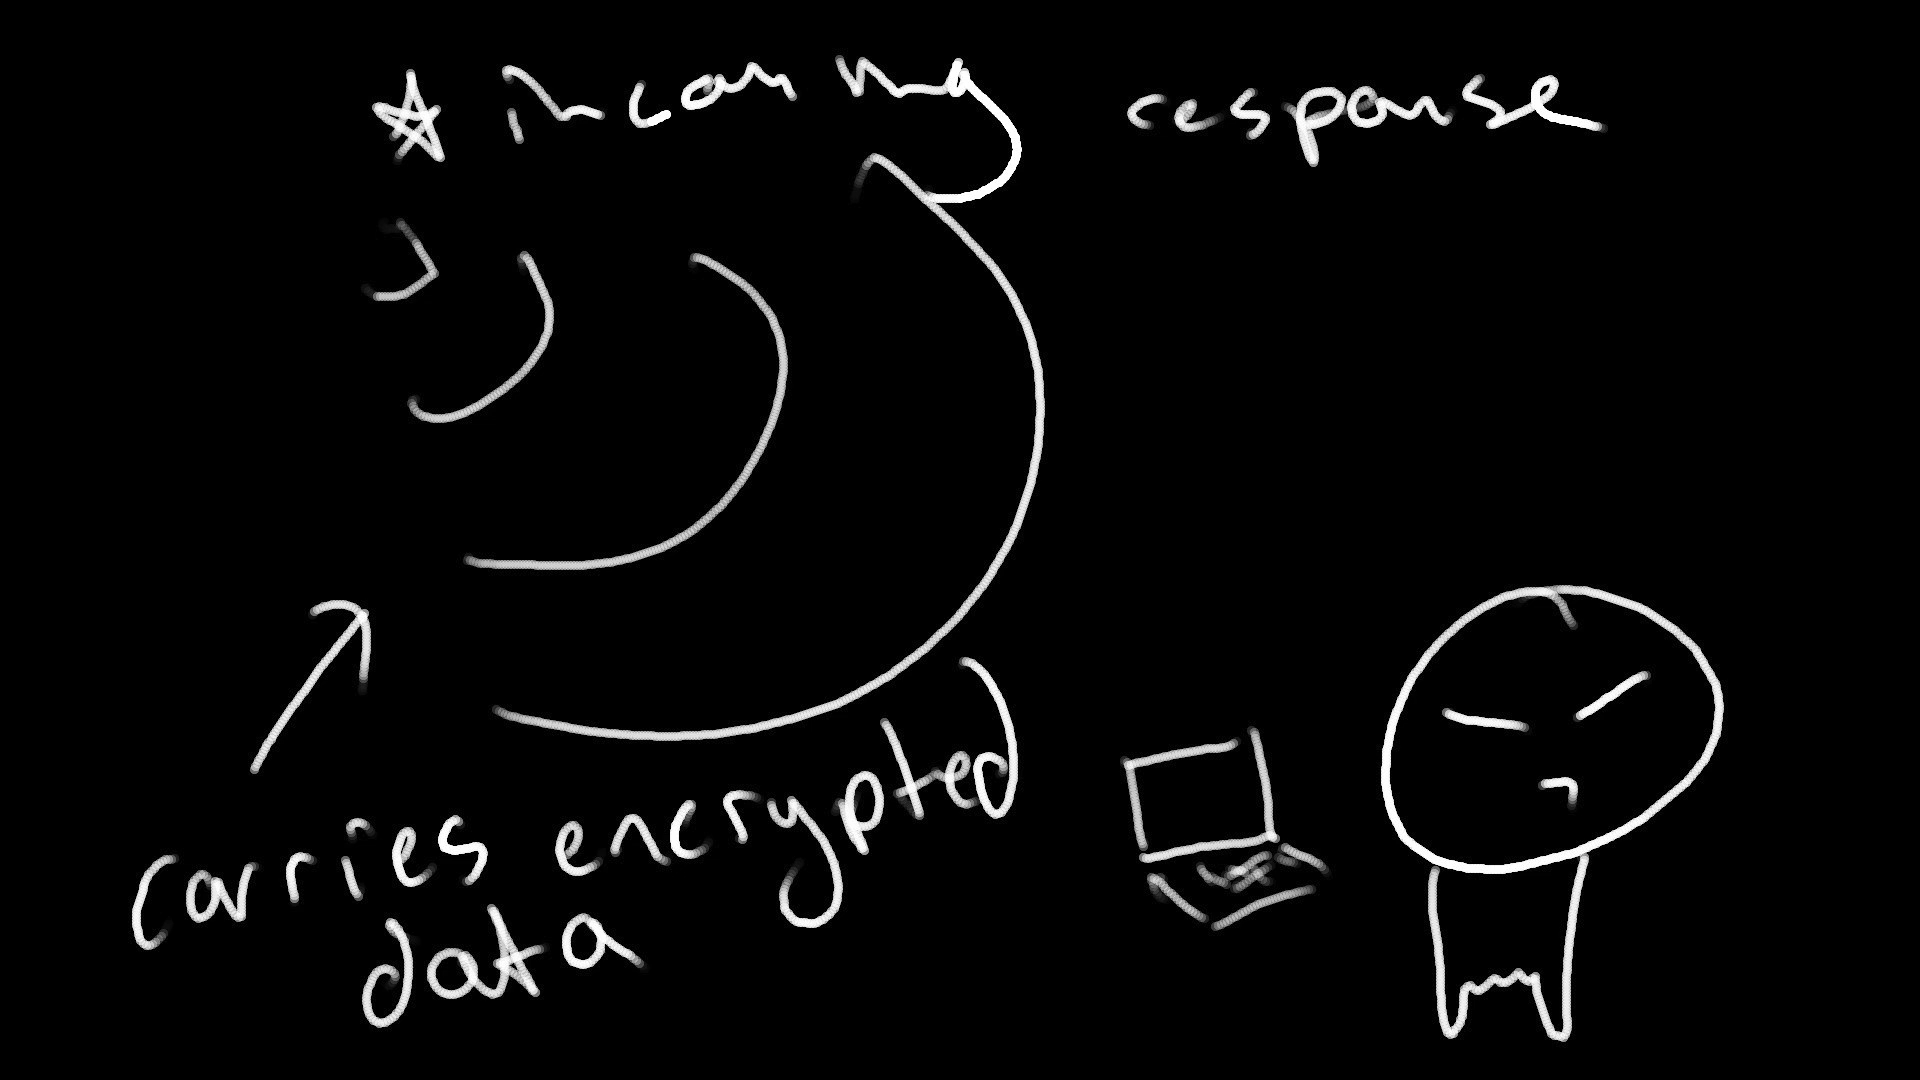 ☆ incoming response
carries encrypted
data